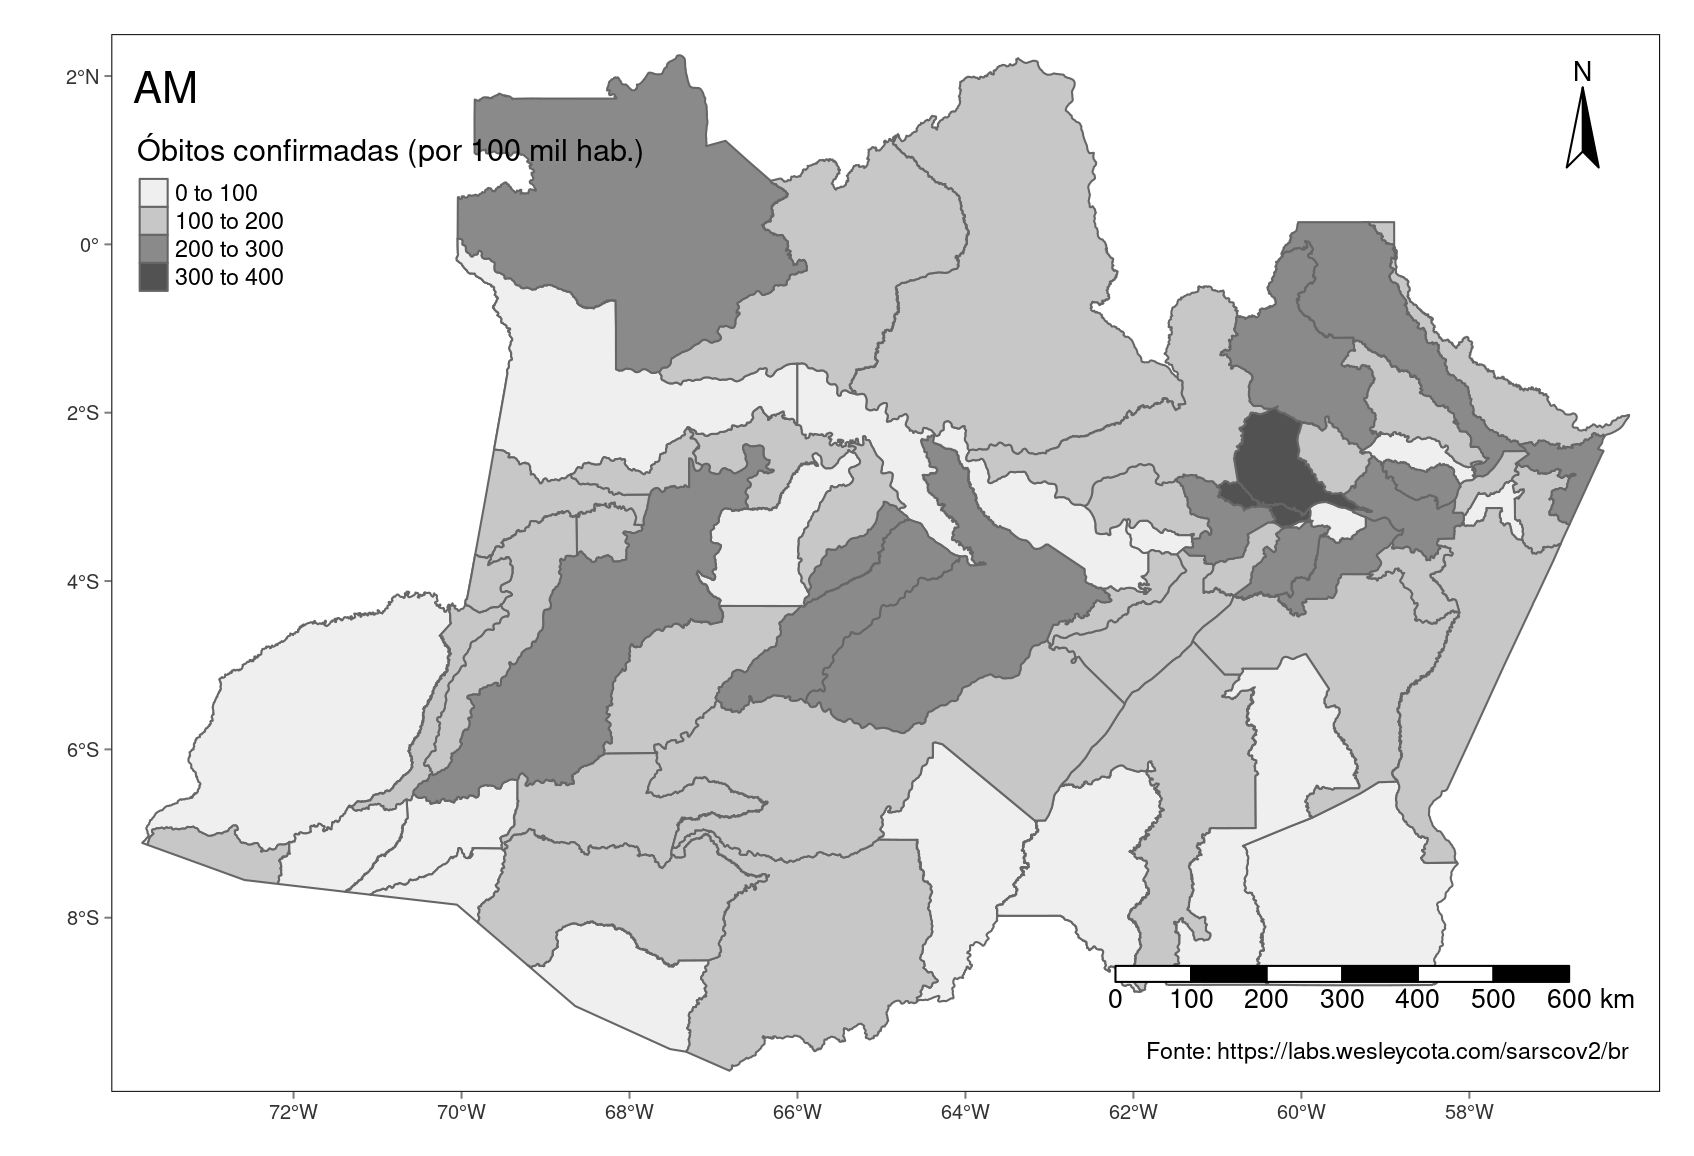 AM
N
Óbitos confirmadas (por 100 mil hab.)
0 to 100
100 to 200
200 to 300
300 to 400
2°N
0°
2°S
4°S
6°S
8°S
0 100 200 300 400 500 600 km
Fonte: https://labs.wesleycota.com/sarscov2/br
72°W 70°W 68°W 66°W 64°W 62°W 60°W 58°W